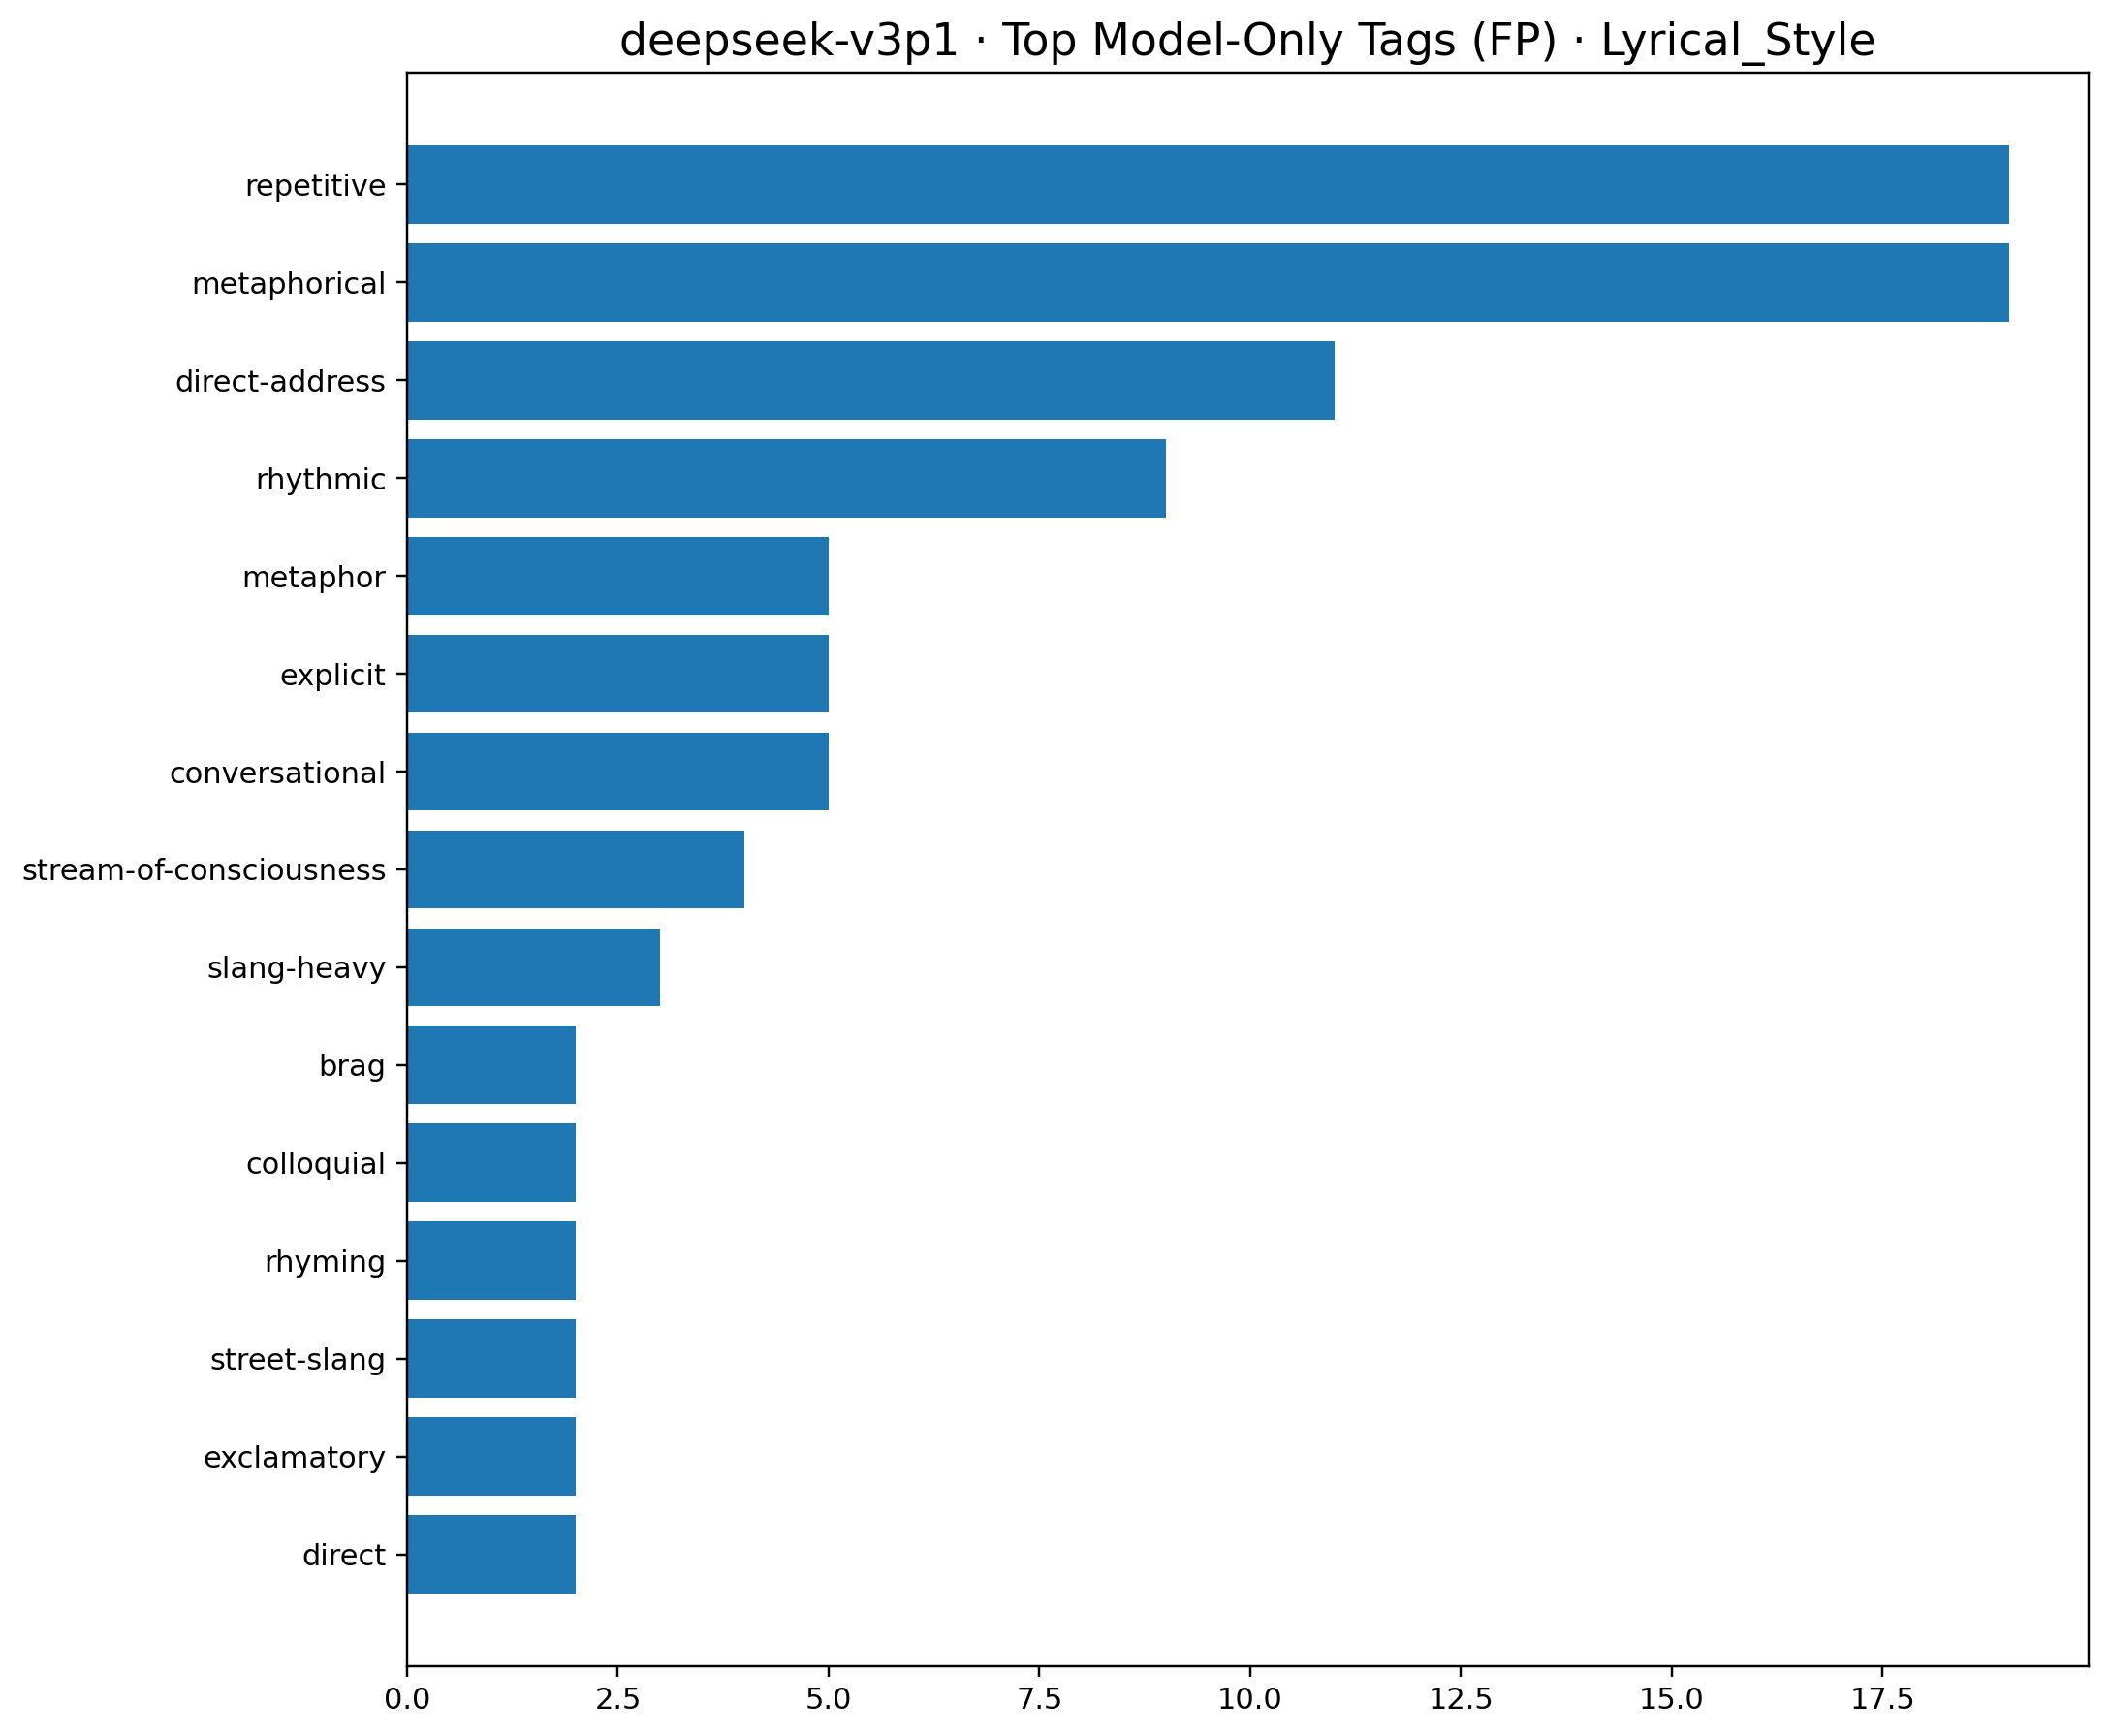 deepseek-v3p1 · Top Model-Only Tags (FP) · Lyrical_Style
repetitive
metaphorical
direct-address
rhythmic
metaphor
explicit
conversational
stream-of-consciousness
slang-heavy
brag
colloquial
rhyming
street-slang
exclamatory
direct
0.0 2.5 5.0 7.5 10.0 12.5 15.0 17.5